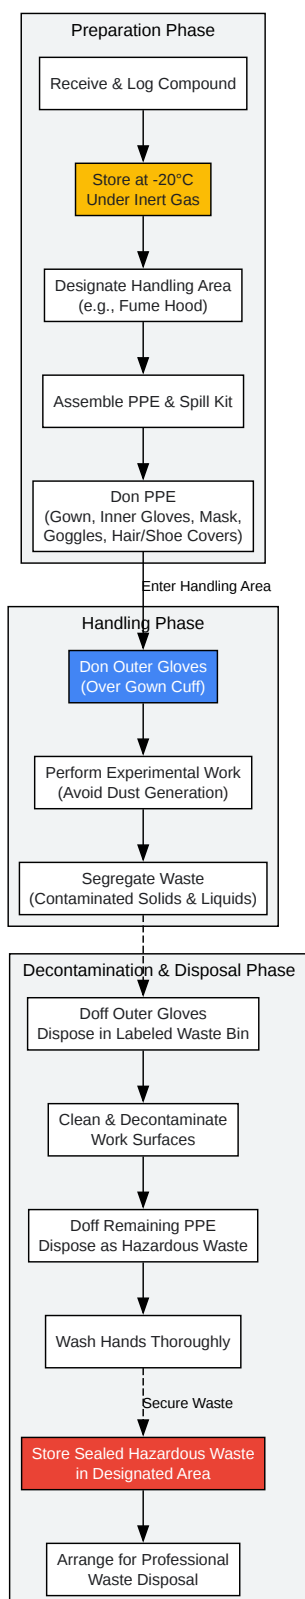 Preparation Phase
Receive & Log Compound
Store at -20°C
Under Inert Gas
Designate Handling Area
(e.g., Fume Hood)
Assemble PPE & Spill Kit
Don PPE
(Gown, Inner Gloves, Mask,
Goggles, Hair/Shoe Covers)
Enter Handling Area
Handling Phase
Don Outer Gloves
(Over Gown Cuff)
Perform Experimental Work
(Avoid Dust Generation)
Segregate Waste
(Contaminated Solids & Liquids)
Decontamination & Disposal Phase
Doff Outer Gloves
Dispose in Labeled Waste Bin
Clean & Decontaminate
Work Surfaces
Doff Remaining PPE
Dispose as Hazardous Waste
Wash Hands Thoroughly
Secure Waste
Store Sealed Hazardous Waste
in Designated Area
Arrange for Professional
Waste Disposal